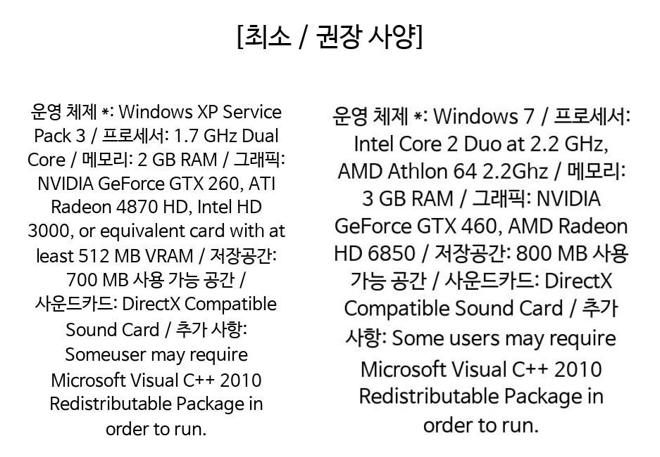 [최소 / 권장 사양]
운영 체제 *: Windows XP Service
Pack 3 / 프로세서: 1.7 GHz Dual
Core / 메모리: 2 GB RAM / 그래픽:
NVIDIA GeForce GTX 260, ATI
Radeon 4870 HD, Intel HD
3000, or equivalent card with at
least 512 MB VRAM / 저장공간:
700 MB 사용 가능 공간 /
사운드카드: DirectX Compatible
Sound Card / 추가 사항:
Someuser may require
Microsoft Visual C++ 2010
Redistributable Package in
order to run.
운영 체제 *: Windows 7 / 프로세서:
Intel Core 2 Duo at 2.2 GHz,
AMD Athlon 64 2.2Ghz / 메모리:
3 GB RAM / 그래픽: NVIDIA
GeForce GTX 460, AMD Radeon
HD 6850 / 저장공간: 800 MB 사용
가능 공간 / 사운드카드: DirectX
Compatible Sound Card / 추가
사항: Some users may require
Microsoft Visual C++ 2010
Redistributable Package in
order to run.